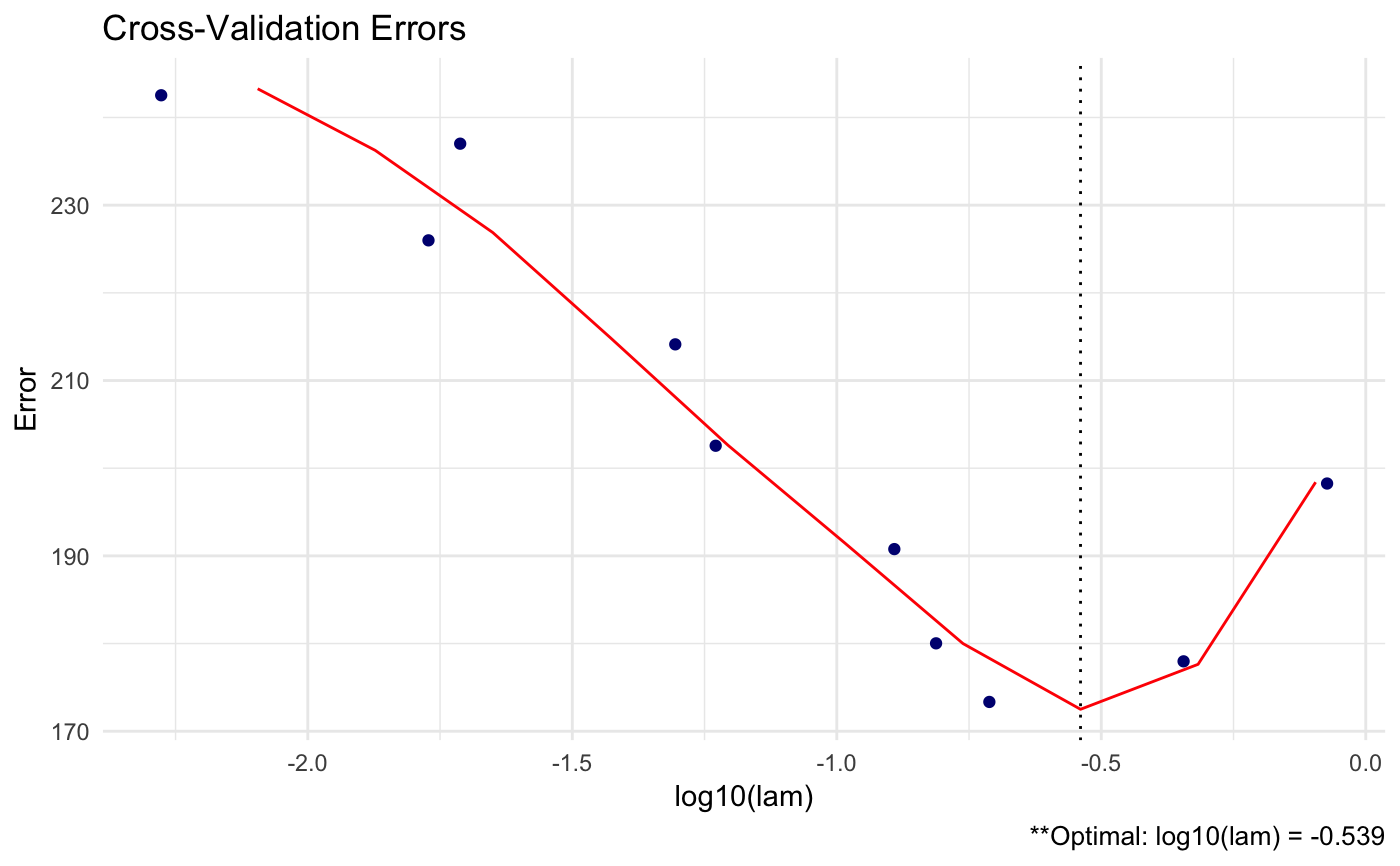 Cross-Validation Errors
Error
230
210
190
170
-2.0
-1.5
-1.0
-0.5
0.0
log10(lam)
**Optimal: log10(lam) = -0.539